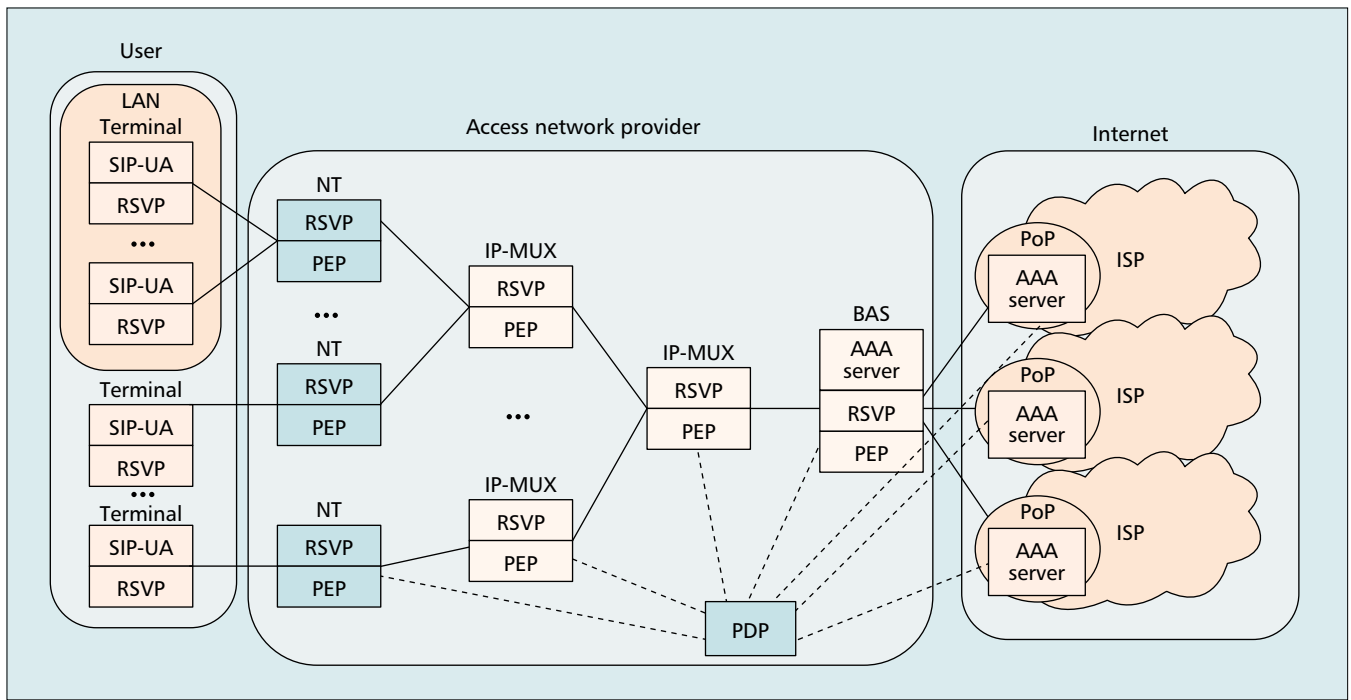 User
LAN
Terminal
SIP-UA
RSVP
...
SIP-UA
RSVP
Terminal
SIP-UA
RSVP
...
Terminal
SIP-UA
RSVP
Access network provider
NT
RSVP
PEP
...
NT
RSVP
PEP
NT
RSVP
PEP
IP-MUX
RSVP
PEP
...
IP-MUX
RSVP
PEP
IP-MUX
RSVP
PEP
BAS
AAA
server
RSVP
PEP
PDP
Internet
PoP
AAA
server
ISP
PoP
AAA
server
ISP
PoP
AAA
server
ISP